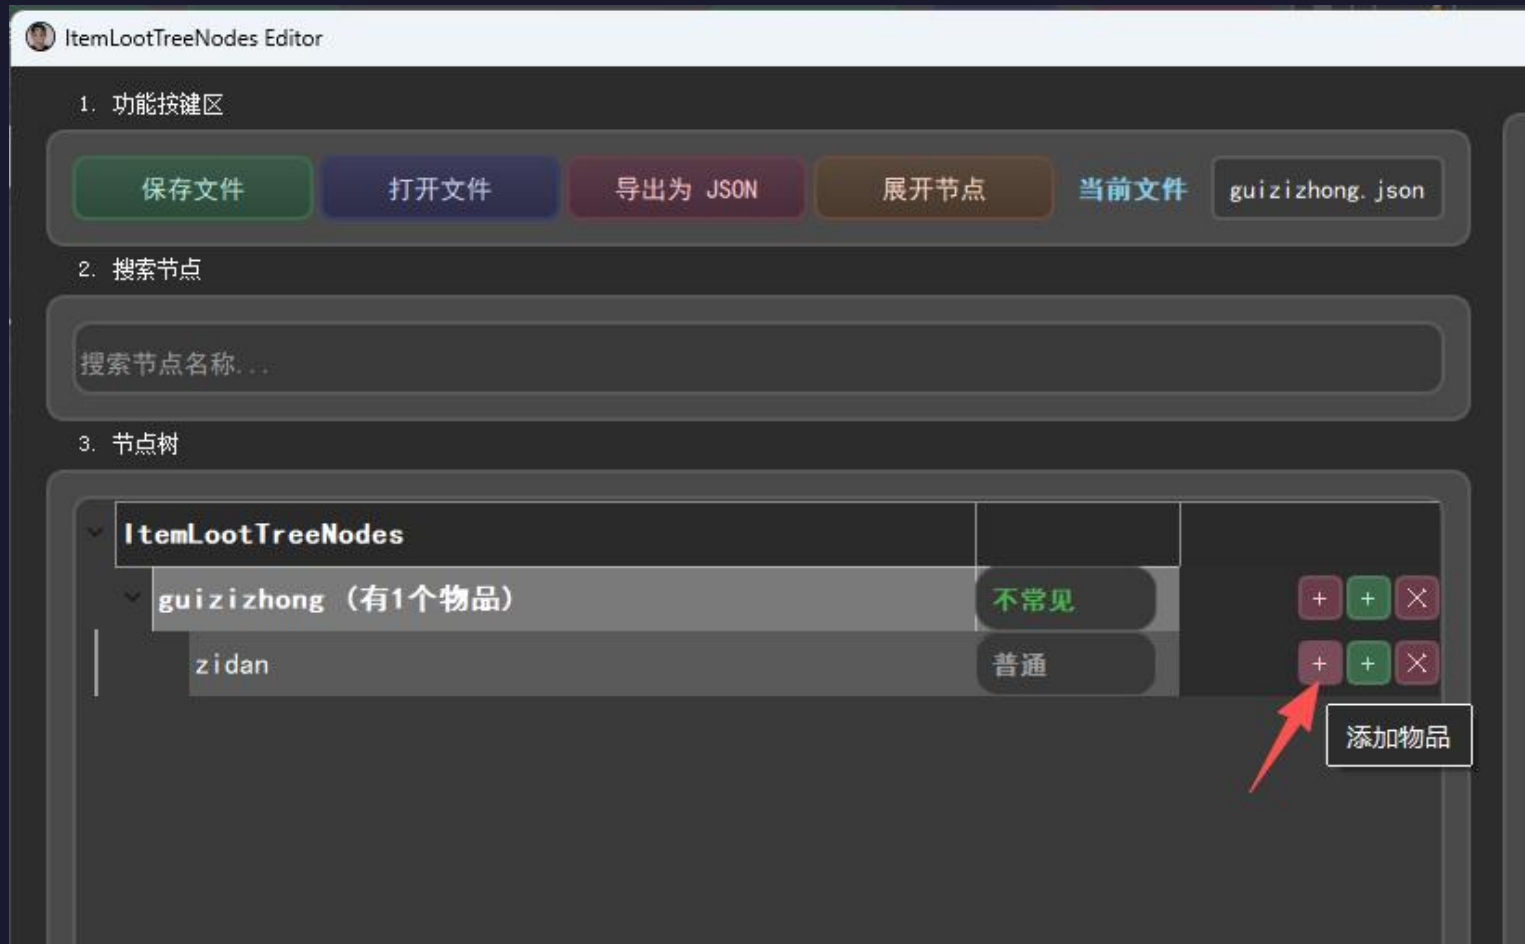 ItemLootTreeNodes Editor
1. 功能按键区
保存文件 打开文件 导出为 JSON 展开节点 当前文件 guizizhong.json
2. 搜索节点
搜索节点名称...
3. 节点树
ItemLootTreeNodes
guizizhong (有1个物品) 不常见 + +
zidan 普通 + +
添加物品